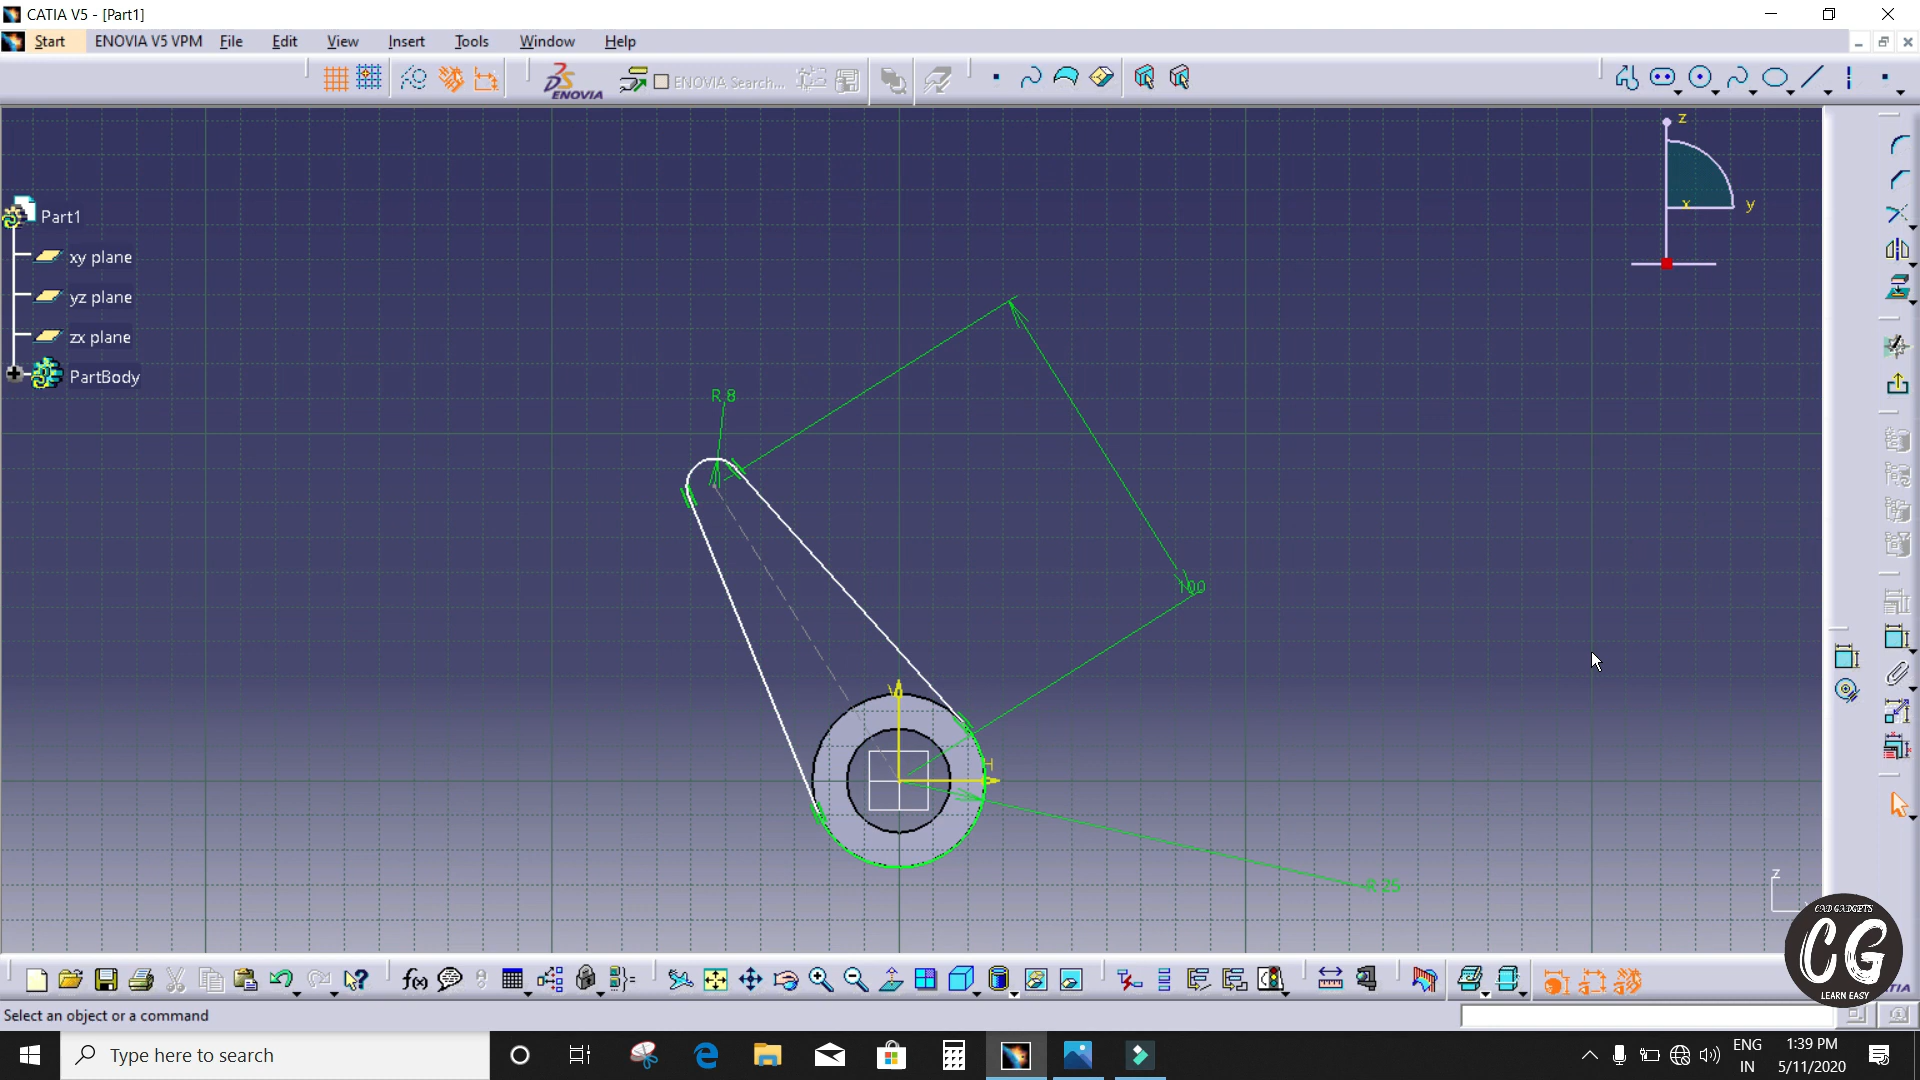 CATIA V5 - [Part1]
Start ENOVIA V5 VPM File Edit View Insert Tools Window Help
ENOVIA
ENOVIA Search...
z
x
y
Part1
xy plane
yz plane
zx plane
PartBody
R 8
100
V
H
R 25
z
CAD GADGETS
CG
LEARN EASY
f(x)
Select an object or a command
Type here to search
ENG
IN
1:39 PM
5/11/2020